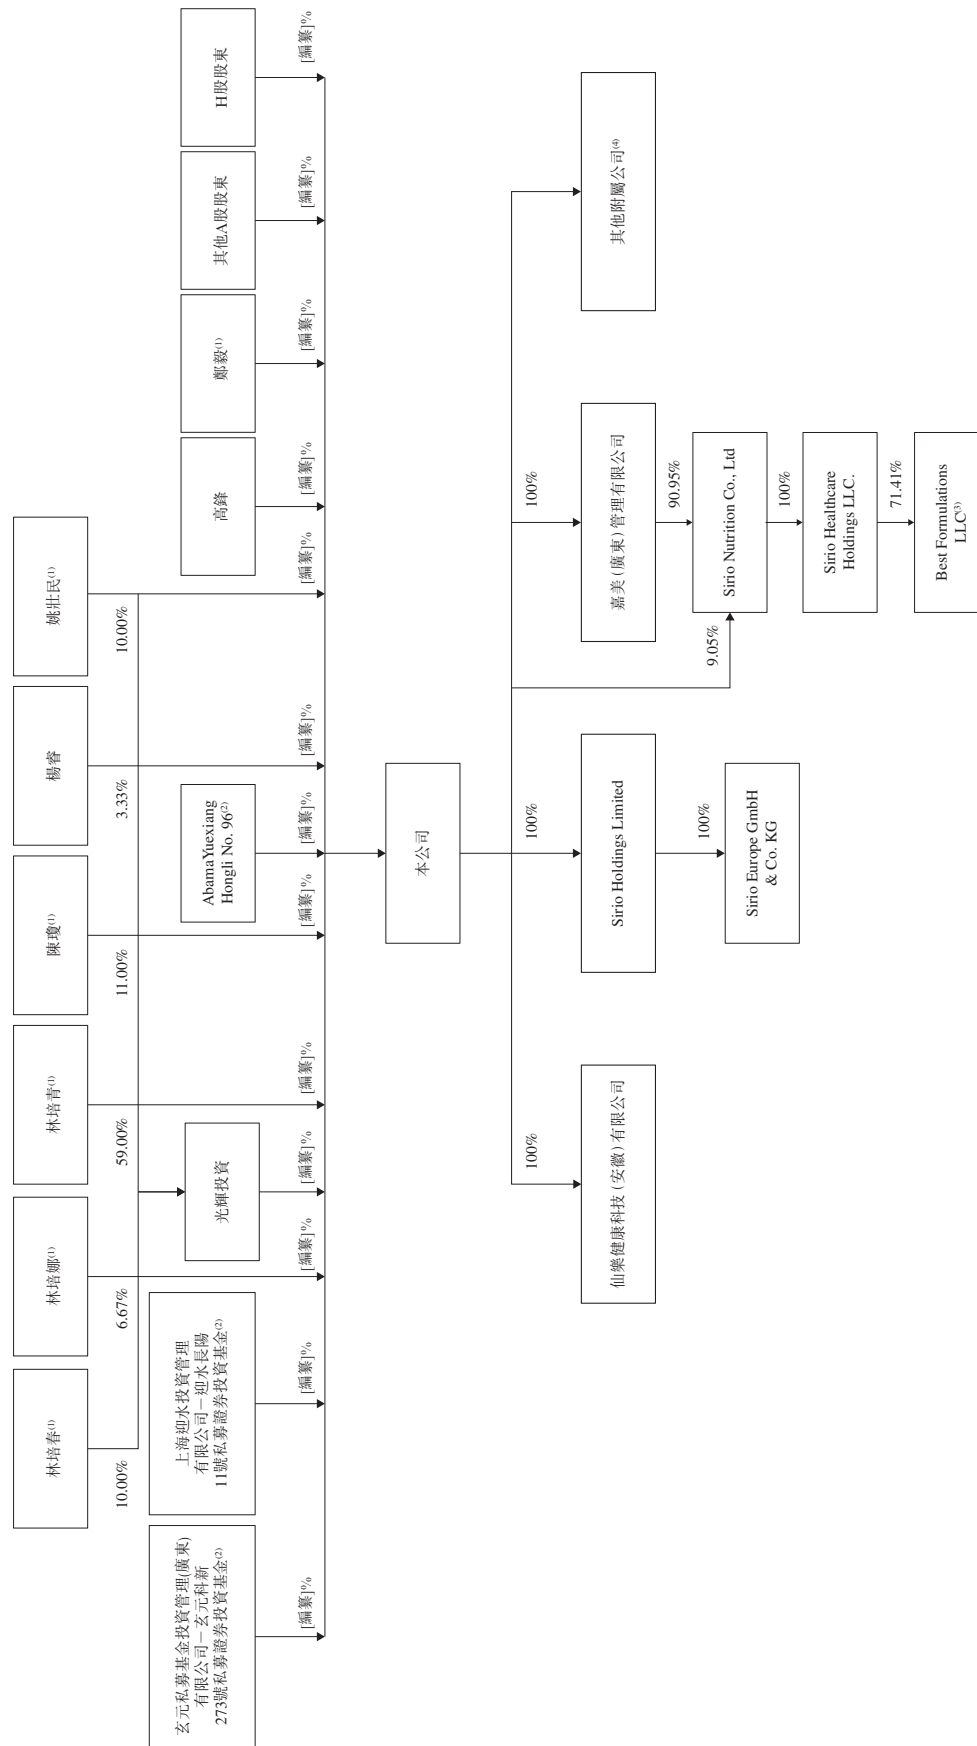 林培春(1)
林培娜(1)
林培青(1)
陳瓊(1)
楊睿
姚壯民(1)
10.00%
6.67%
59.00%
11.00%
3.33%
10.00%
玄元私募基金投資管理(廣東)
有限公司－玄元科新
273號私募證券投資基金(2)
上海迎水投資管理
有限公司－迎水長陽
11號私募證券投資基金(2)
光輝投資
AbamaYuexiang
Hongli No. 96(2)
高鋒
鄭毅(1)
其他A股股東
H股股東
[編纂]%
[編纂]%
[編纂]%
[編纂]%
[編纂]%
[編纂]%
[編纂]%
[編纂]%
[編纂]%
[編纂]%
[編纂]%
[編纂]%
[編纂]%
本公司
100%
100%
100%
仙樂健康科技（安徽）有限公司
Sirio Holdings Limited
嘉美（廣東）管理有限公司
其他附屬公司(4)
100%
9.05%
90.95%
Sirio Europe GmbH
& Co. KG
Sirio Nutrition Co., Ltd
100%
Sirio Healthcare
Holdings LLC.
71.41%
Best Formulations
LLC(3)